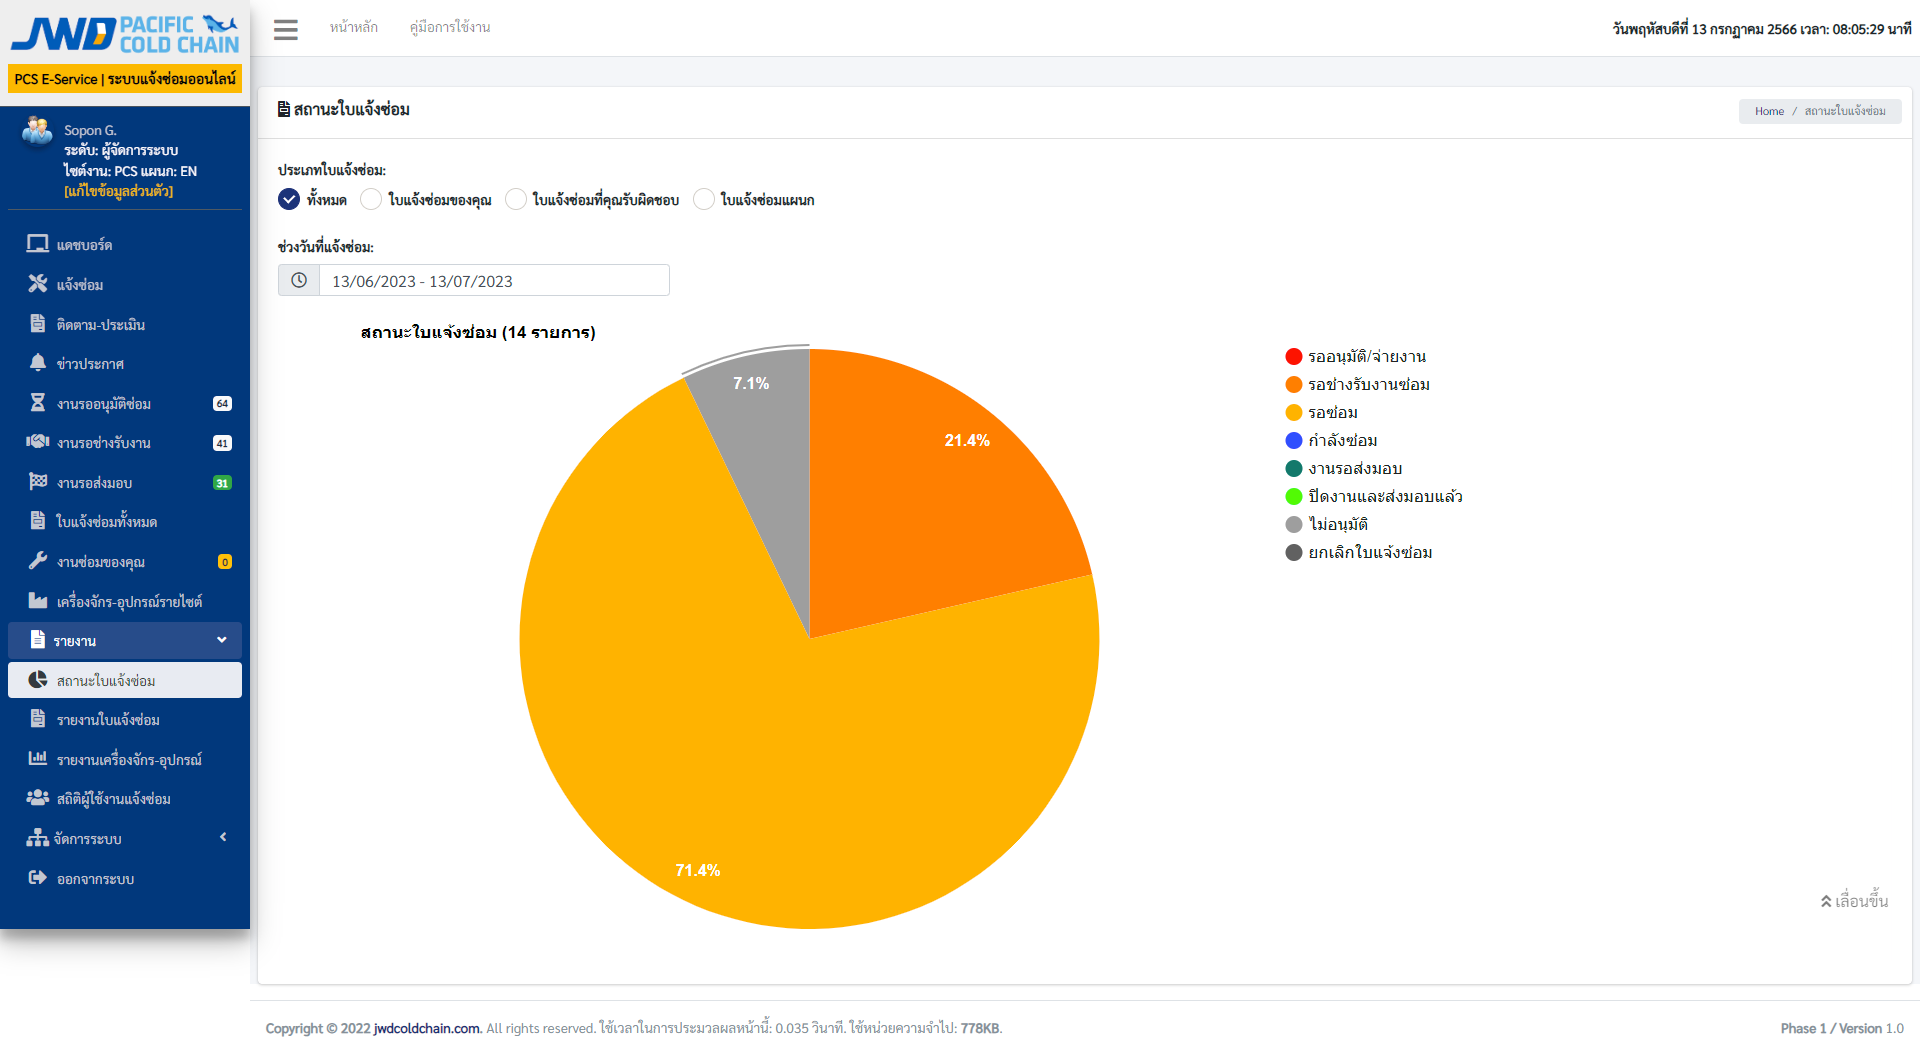 JWD PACIFIC
COLD CHAIN
PCS E-Service | ระบบแจ้งซ่อมออนไลน์
Sopon G.
ระดับ: ผู้จัดการระบบ
ไซต์งาน: PCS แผนก: EN
[แก้ไขข้อมูลส่วนตัว]
แดชบอร์ด
แจ้งซ่อม
ติดตาม-ประเมิน
ข่าวประกาศ
งานรออนุมัติซ่อม 64
งานรอช่างรับงาน 41
งานรอส่งมอบ 31
ใบแจ้งซ่อมทั้งหมด
งานซ่อมของคุณ 0
เครื่องจักร-อุปกรณ์รายไซต์
รายงาน
สถานะใบแจ้งซ่อม
รายงานใบแจ้งซ่อม
รายงานเครื่องจักร-อุปกรณ์
สถิติผู้ใช้งานแจ้งซ่อม
จัดการระบบ
ออกจากระบบ
หน้าหลัก คู่มือการใช้งาน
วันพฤหัสบดีที่ 13 กรกฏาคม 2566 เวลา: 08:05:29 นาที
สถานะใบแจ้งซ่อม
Home / สถานะใบแจ้งซ่อม
ประเภทใบแจ้งซ่อม:
ทั้งหมด ใบแจ้งซ่อมของคุณ ใบแจ้งซ่อมที่คุณรับผิดชอบ ใบแจ้งซ่อมแผนก
ช่วงวันที่แจ้งซ่อม:
13/06/2023 - 13/07/2023
สถานะใบแจ้งซ่อม (14 รายการ)
7.1%
21.4%
71.4%
รออนุมัติ/จ่ายงาน
รอช่างรับงานซ่อม
รอซ่อม
กำลังซ่อม
งานรอส่งมอบ
ปิดงานและส่งมอบแล้ว
ไม่อนุมัติ
ยกเลิกใบแจ้งซ่อม
เลื่อนขึ้น
Copyright © 2022 jwdcoldchain.com. All rights reserved. ใช้เวลาในการประมวลผลหน้านี้: 0.035 วินาที. ใช้หน่วยความจำไป: 778KB.
Phase 1 / Version 1.0